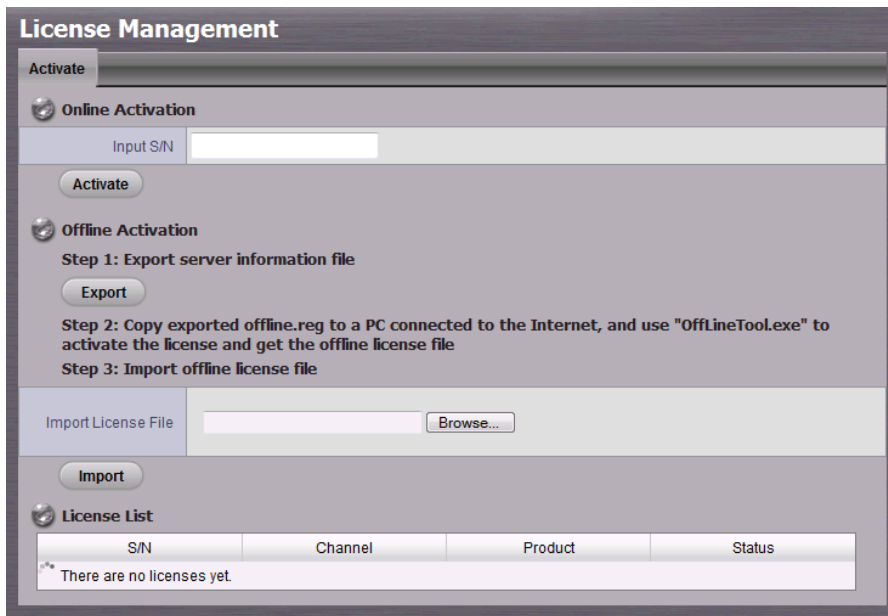 License Management
Activate
Online Activation
Input S/N
Activate
Offline Activation
Step 1: Export server information file
Export
Step 2: Copy exported offline.reg to a PC connected to the Internet, and use "OffLineTool.exe" to
activate the license and get the offline license file
Step 3: Import offline license file
Import License File Browse...
Import
License List
S/N Channel Product Status
There are no licenses yet.